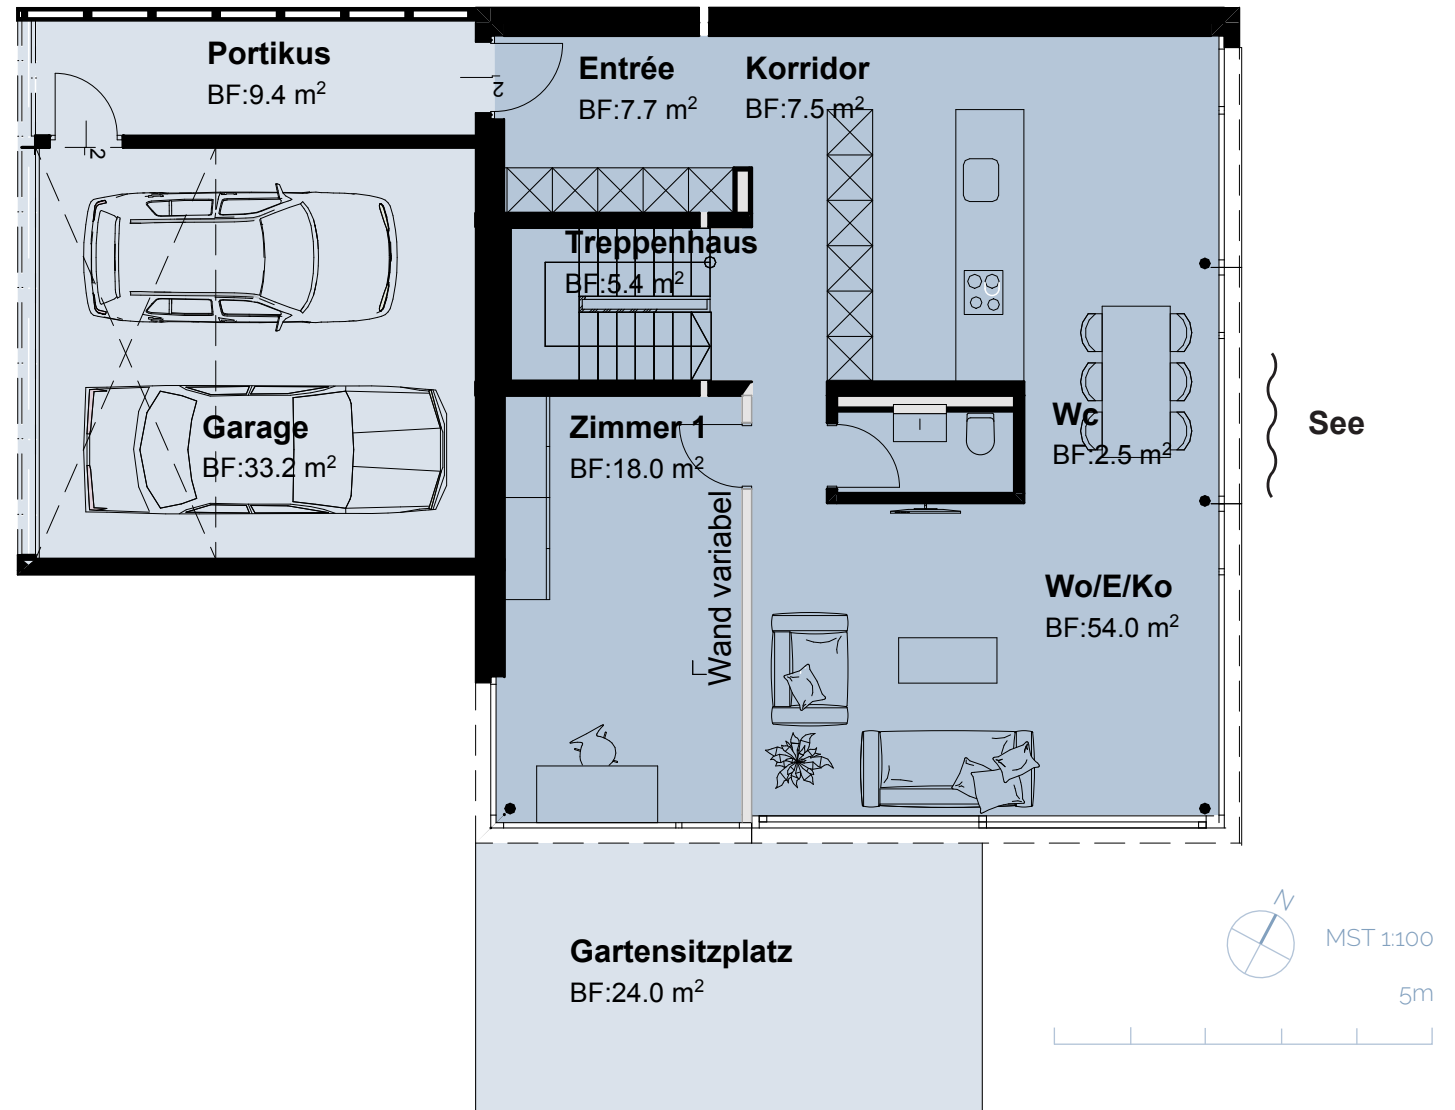 Portikus
BF:9.4 m²
Entrée
BF:7.7 m²
Korridor
BF:7.5 m²
2
2
Treppenhaus
BF:5.4 m²
Garage
BF:33.2 m²
Zimmer 1
BF:18.0 m²
Wc
BF:2.5 m²
See
Wand variabel
Wo/E/Ko
BF:54.0 m²
Gartensitzplatz
BF:24.0 m²
N
MST 1:100
5m